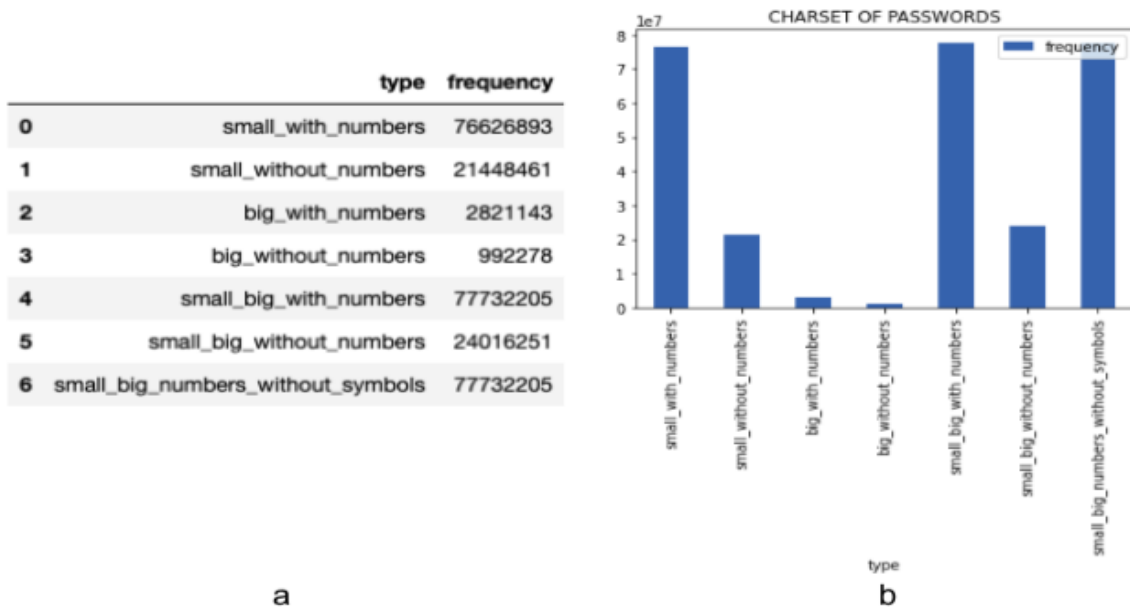 type frequency
0 small_with_numbers 76626893
1 small_without_numbers 21448461
2 big_with_numbers 2821143
3 big_without_numbers 992278
4 small_big_with_numbers 77732205
5 small_big_without_numbers 24016251
6 small_big_numbers_without_symbols 77732205
a
CHARSET OF PASSWORDS
1e7
frequency
8
7
6
5
4
3
2
1
0
small_with_numbers
small_without_numbers
big_with_numbers
big_without_numbers
small_big_with_numbers
small_big_without_numbers
small_big_numbers_without_symbols
type
b